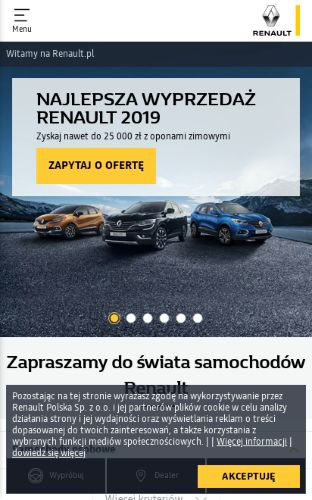 Menu
RENAULT
Witamy na Renault.pl
NAJLEPSZA WYPRZEDAŻ
RENAULT 2019
Zyskaj nawet do 25 000 zł z oponami zimowymi
ZAPYTAJ O OFERTĘ
Zapraszamy do świata samochodów
Renault
Pozostając na tej stronie wyrażasz zgodę na wykorzystywanie przez
Renault Polska Sp. z o.o. i jej partnerów plików cookie w celu analizy
działania strony i jej wydajności oraz wyświetlania reklam o treści
dopasowanej do twoich zainteresowań, a także korzystania z
wybranych funkcji mediów społecznościowych. | | Więcej informacji |
dowiedz się więcej
Wypróbuj
Dealer
AKCEPTUJĘ
Więcej kryteriów